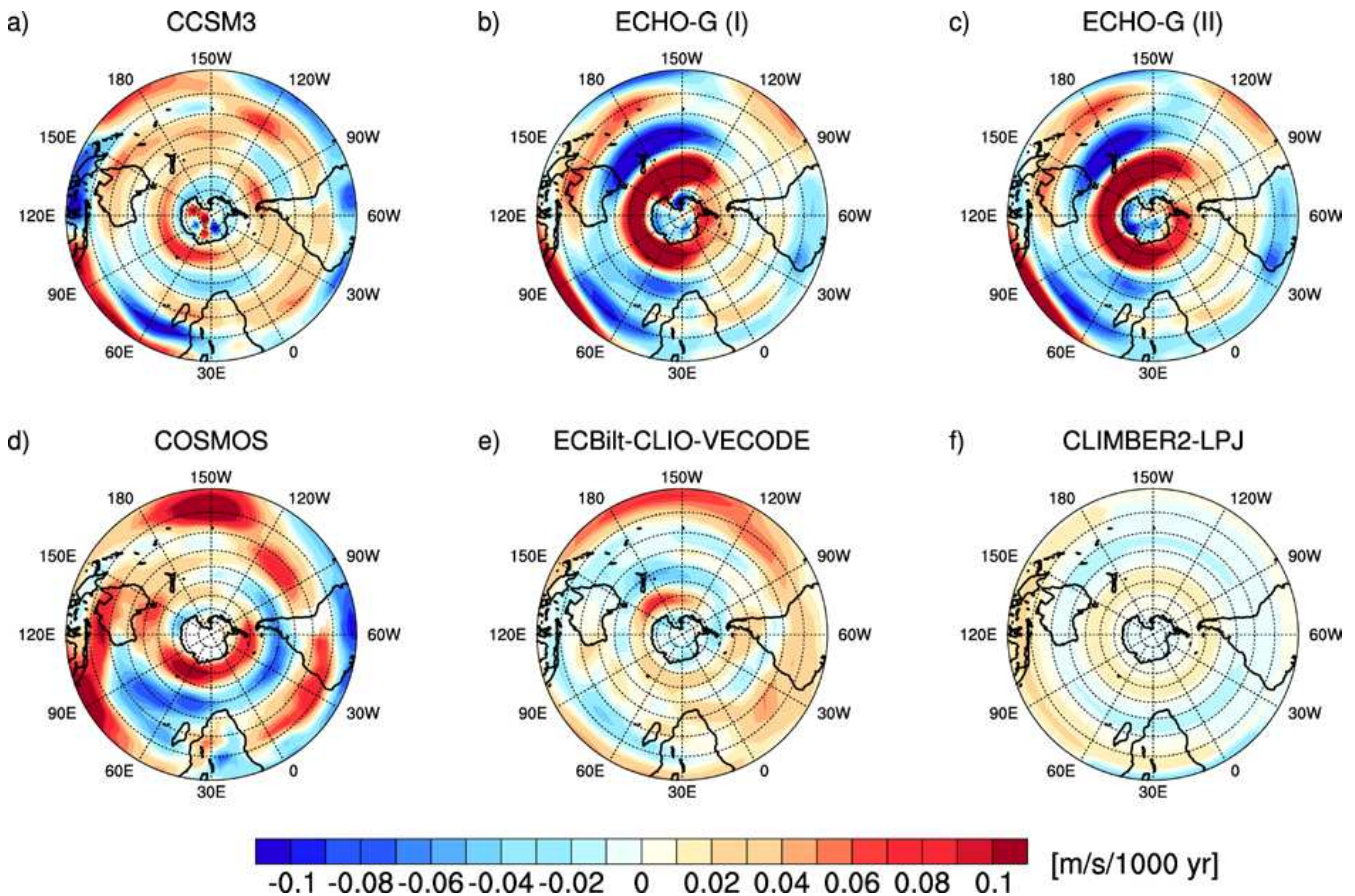 a) CCSM3
b) ECHO-G (I)
c) ECHO-G (II)
150W
180 120W
150E 90W
120E 60W
90E 30W
60E 0
30E
150W
180 120W
150E 90W
120E 60W
90E 30W
60E 0
30E
150W
180 120W
150E 90W
120E 60W
90E 30W
60E 0
30E
d) COSMOS
e) ECBilt-CLIO-VECODE
f) CLIMBER2-LPJ
150W
180 120W
150E 90W
120E 60W
90E 30W
60E 0
30E
150W
180 120W
150E 90W
120E 60W
90E 30W
60E 0
30E
150W
180 120W
150E 90W
120E 60W
90E 30W
60E 0
30E
-0.1 -0.08 -0.06 -0.04 -0.02 0 0.02 0.04 0.06 0.08 0.1 [m/s/1000 yr]